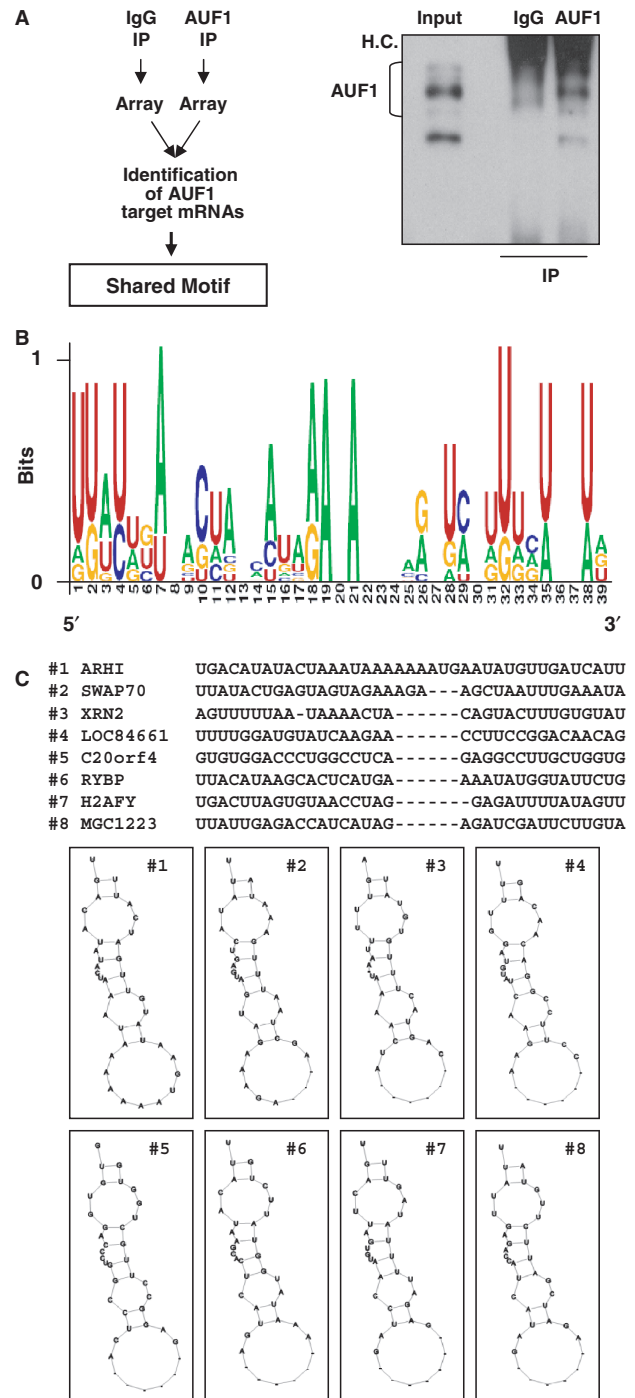 A
IgG AUF1
IP IP
Array Array
Identification
of AUF1
target mRNAs
Shared Motif
Input IgG AUF1
H.C.
AUF1
IP
B
1
Bits
0
1 2 3 4 5 6 7 8 9 10 11 12 13 14 15 16 17 18 19 20 21 22 23 24 25 26 27 28 29 30 31 32 33 34 35 36 37 38 39
5′ 3′
C
#1 ARHI UGACAUAUACUAAAUAAAAAAAUGAAUAUGUUGAUCAUU
#2 SWAP70 UUAUACUGAGUAGUAGAAAGA---AGCUAAUUUGAAAUA
#3 XRN2 AGUUUUUAA-UAAAACUA------CAGUACUUUGUGUAU
#4 LOC84661 UUUUGGAUGUAUCAAGAA------CCUUCCGGACAACAG
#5 C20orf4 GUGUGGACCCUGGCCUCA------GAGGCCUUGCUGGUG
#6 RYBP UUACAUAAGCACUCAUGA------AAAUAUGGUAUUCUG
#7 H2AFY UGACUUAGUGUAACCUAG-------GAGAUUUUAUAGUU
#8 MGC1223 UUAUUGAGACCAUCAUAG------AGAUCGAUUCUUGUA
#1 #2 #3 #4
#5 #6 #7 #8